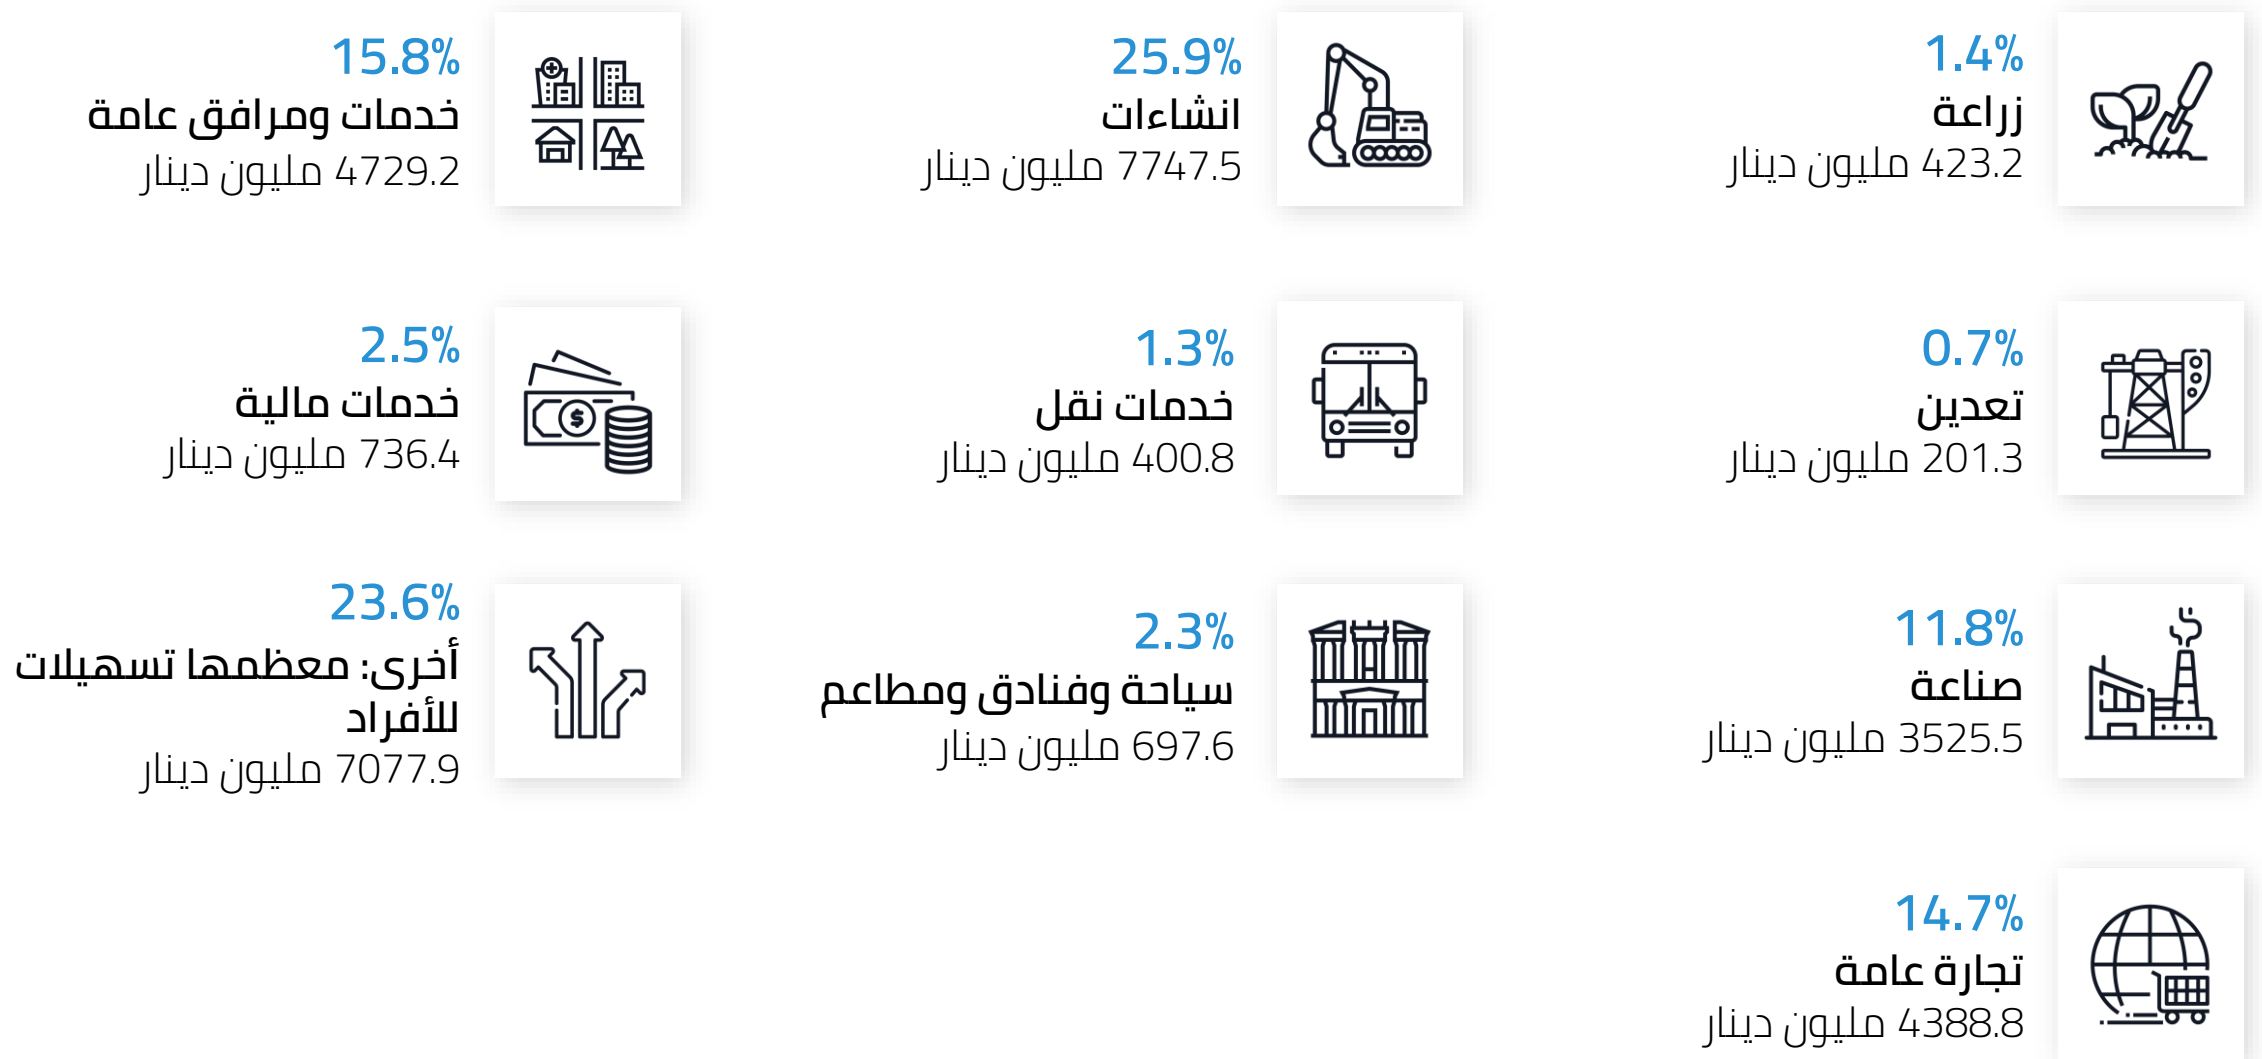 1.4%
زراعة
423.2 مليون دينار
0.7%
تعدين
201.3 مليون دينار
11.8%
صناعة
3525.5 مليون دينار
14.7%
تجارة عامة
4388.8 مليون دينار
25.9%
انشاءات
7747.5 مليون دينار
1.3%
خدمات نقل
400.8 مليون دينار
2.3%
سياحة وفنادق ومطاعم
697.6 مليون دينار
15.8%
خدمات ومرافق عامة
4729.2 مليون دينار
2.5%
خدمات مالية
736.4 مليون دينار
23.6%
أخرى: معظمها تسهيلات
للأفراد
7077.9 مليون دينار